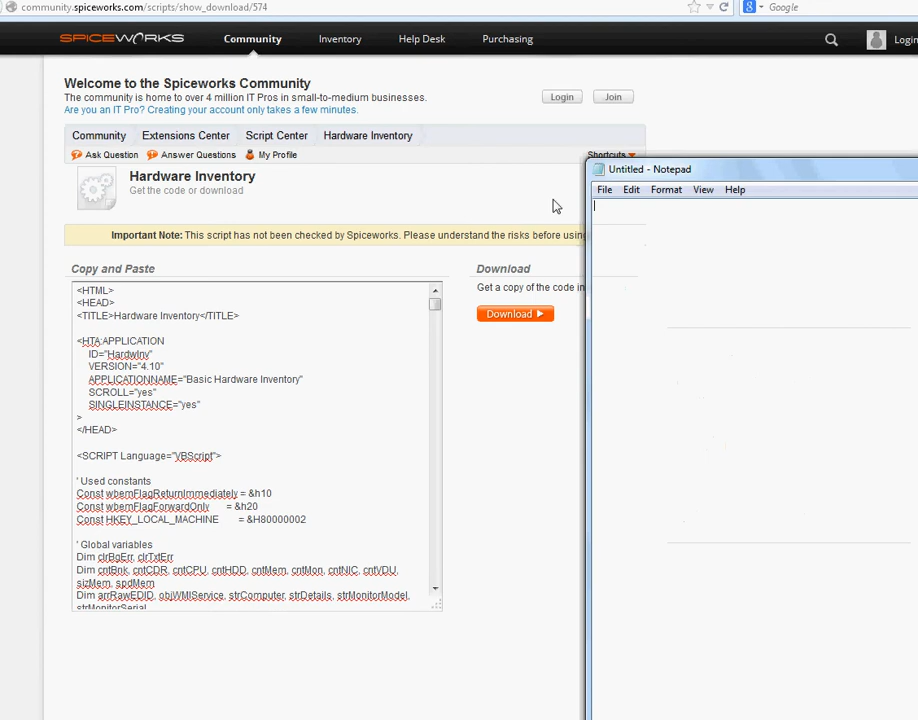 community.spiceworks.com/scripts/show_download/574
Google
SPICEWORKS Community Inventory Help Desk Purchasing Login
Welcome to the Spiceworks Community
The community is home to over 4 million IT Pros in small-to-medium businesses.
Are you an IT Pro? Creating your account only takes a few minutes.
Login Join
Community Extensions Center Script Center Hardware Inventory
Ask Question Answer Questions My Profile Shortcuts
Hardware Inventory
Get the code or download
Important Note: This script has not been checked by Spiceworks. Please understand the risks before using
Copy and Paste
<HTML>
<HEAD>
<TITLE>Hardware Inventory</TITLE>
<HTA:APPLICATION
ID="HardwInv"
VERSION="4.10"
APPLICATIONNAME="Basic Hardware Inventory"
SCROLL="yes"
SINGLEINSTANCE="yes"
>
</HEAD>
<SCRIPT Language="VBScript">
' Used constants
Const wbemFlagReturnImmediately = &h10
Const wbemFlagForwardOnly = &h20
Const HKEY_LOCAL_MACHINE = &H80000002
' Global variables
Dim clrBgErr, clrTxtErr
Dim cntBnk, cntCDR, cntCPU, cntHDD, cntMem, cntMon, cntNIC, cntVDU,
sizMem, spdMem
Dim arrRawEDID, objWMIService, strComputer, strDetails, strMonitorModel,
strMonitorSerial
Download
Get a copy of the code in
Download
Untitled - Notepad
File Edit Format View Help